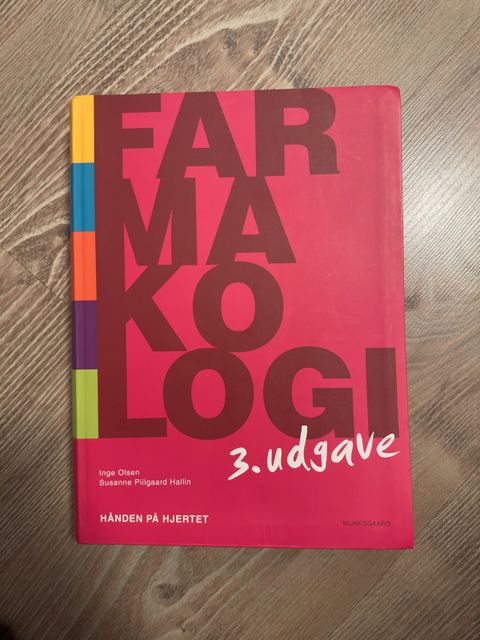 FAR
MA
KO
LOGI
3. udgave
Inge Olsen
Susanne Piilgaard Hallin
HÅNDEN PÅ HJERTET
MUNKSGAARD